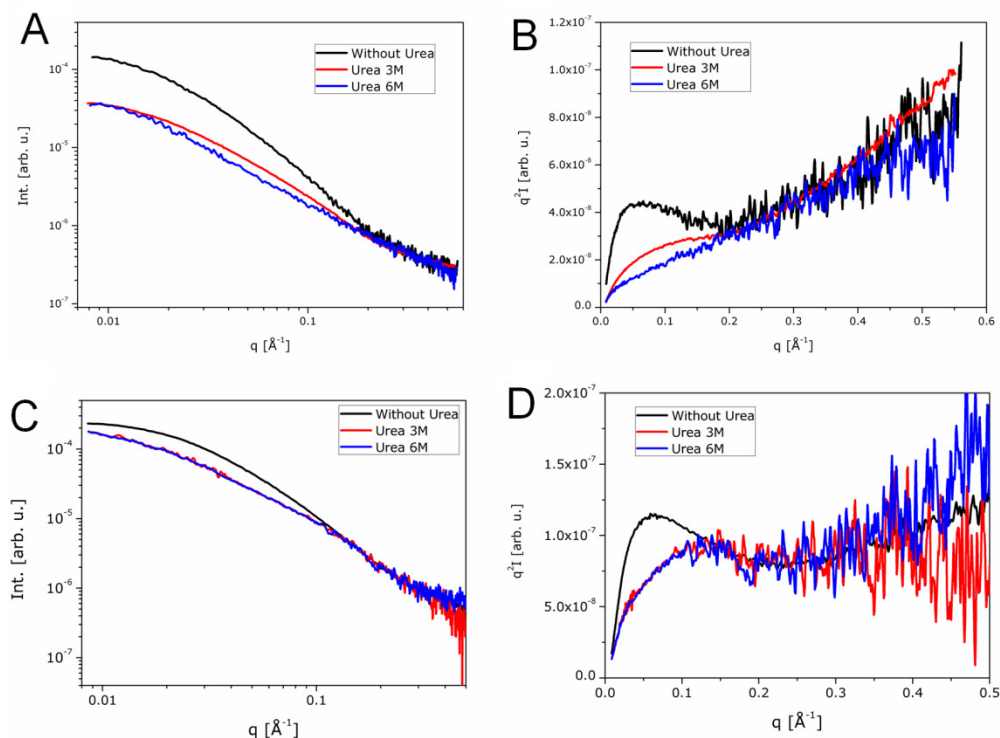 A
Int. [arb. u.]
10⁻⁴
10⁻⁵
10⁻⁶
10⁻⁷
Without Urea
Urea 3M
Urea 6M
0.01
0.1
q [Å⁻¹]
B
q²I [arb. u.]
1.2x10⁻⁷
1.0x10⁻⁷
8.0x10⁻⁸
6.0x10⁻⁸
4.0x10⁻⁸
2.0x10⁻⁸
0.0
Without Urea
Urea 3M
Urea 6M
0.0 0.1 0.2 0.3 0.4 0.5 0.6
q [Å⁻¹]
C
Int. [arb. u.]
10⁻⁴
10⁻⁵
10⁻⁶
10⁻⁷
Without Urea
Urea 3M
Urea 6M
0.01
0.1
q [Å⁻¹]
D
q²I [arb. u.]
2.0x10⁻⁷
1.5x10⁻⁷
1.0x10⁻⁷
5.0x10⁻⁸
0.0
Without Urea
Urea 3M
Urea 6M
0.0 0.1 0.2 0.3 0.4 0.5
q [Å⁻¹]